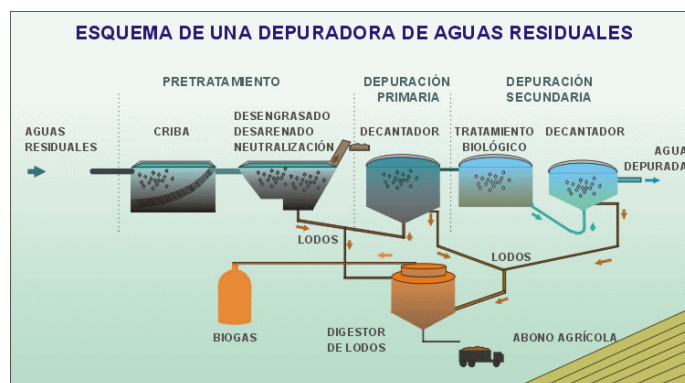 ESQUEMA DE UNA DEPURADORA DE AGUAS RESIDUALES
PRETRATAMIENTO
DEPURACIÓN
PRIMARIA
DEPURACIÓN
SECUNDARIA
AGUAS
RESIDUALES
CRIBA
DESENGRASADO
DESARENADO
NEUTRALIZACIÓN
DECANTADOR
TRATAMIENTO
BIOLÓGICO
DECANTADOR
AGUA
DEPURADA
LODOS
LODOS
BIOGAS
DIGESTOR
DE LODOS
ABONO AGRÍCOLA